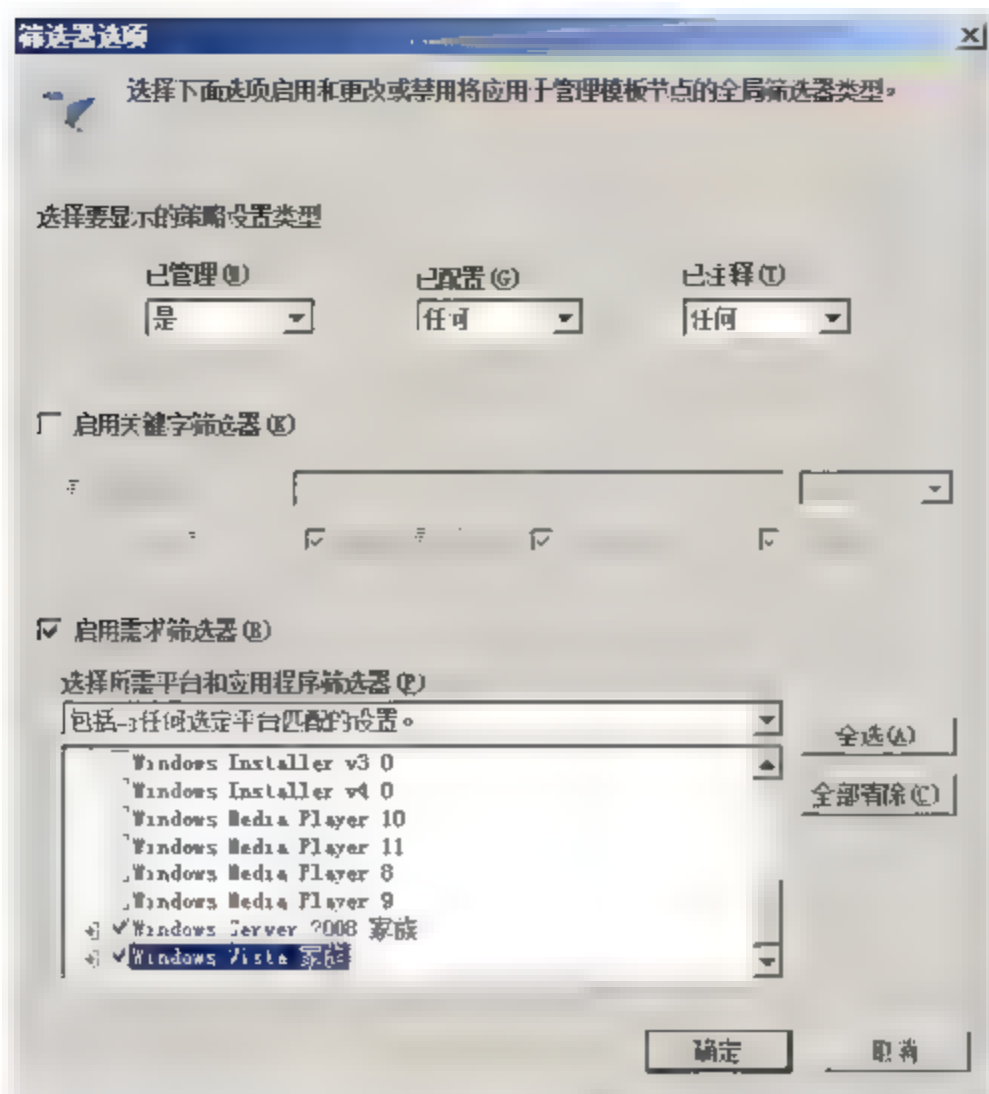 筛选器选项
选择下面选项启用和更改或禁用将应用于管理模板节点的全局筛选器类型。
选择要显示的策略设置类型
已管理(M) 已配置(G) 已注释(T)
是 任何 任何
启用关键字筛选器(K)
启用需求筛选器(R)
选择所需平台和应用程序筛选器(P)
包括与任何选定平台匹配的设置。
全选(A)
Windows Installer v3 0
Windows Installer v4 0
全部清除(C)
Windows Media Player 10
Windows Media Player 11
Windows Media Player 8
Windows Media Player 9
Windows Server 2008 家族
Windows Vista 家族
确定 取消